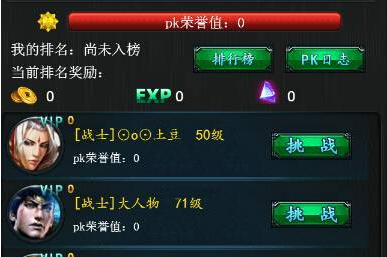 pk荣誉值：0
我的排名：尚未入榜
排行榜
PK日志
当前排名奖励：
0
EXP 0
0
VIP 0
[战士]⊙o⊙土豆 50级
pk荣誉值：0
挑战
VIP 0
[战士]大人物 71级
pk荣誉值：0
挑战